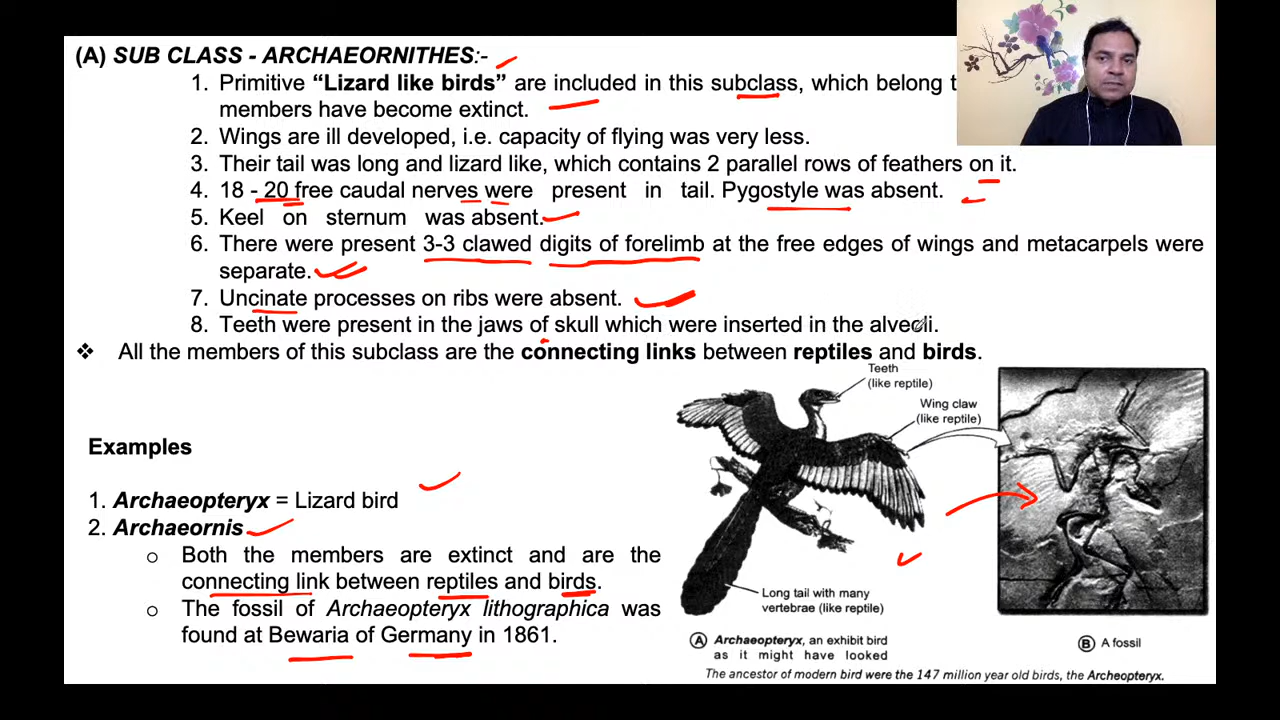 (A) SUB CLASS - ARCHAEORNITHES:-
1. Primitive “Lizard like birds” are included in this subclass, which belong
members have become extinct.
2. Wings are ill developed, i.e. capacity of flying was very less.
3. Their tail was long and lizard like, which contains 2 parallel rows of feathers on it.
4. 18 - 20 free caudal nerves were present in tail. Pygostyle was absent.
5. Keel on sternum was absent.
6. There were present 3-3 clawed digits of forelimb at the free edges of wings and metacarpels were
separate.
7. Uncinate processes on ribs were absent.
8. Teeth were present in the jaws of skull which were inserted in the alveoli.
❖ All the members of this subclass are the connecting links between reptiles and birds.
Teeth
(like reptile)
Wing claw
(like reptile)
Examples
1. Archaeopteryx = Lizard bird
2. Archaeornis
o Both the members are extinct and are the
connecting link between reptiles and birds.
o The fossil of Archaeopteryx lithographica was
found at Bewaria of Germany in 1861.
Long tail with many
vertebrae (like reptile)
A Archaeopteryx, an exhibit bird
as it might have looked
B A fossil
The ancestor of modern bird were the 147 million year old birds, the Archeopteryx.